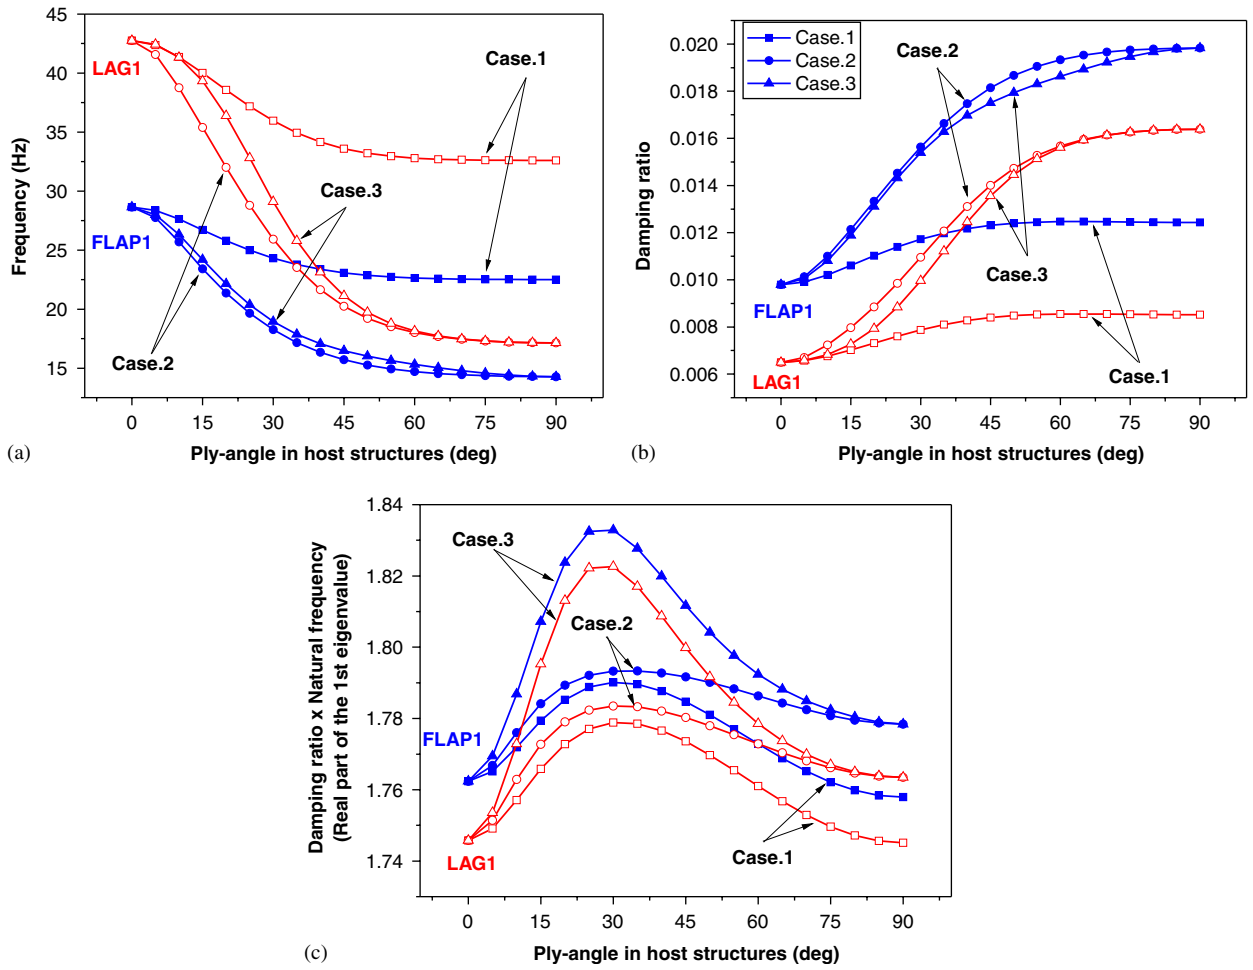 45
40
35
30
25
20
15
Frequency (Hz)
LAG1
FLAP1
Case.1
Case.3
Case.2
0 15 30 45 60 75 90
Ply-angle in host structures (deg)
(a)
0.020
0.018
0.016
0.014
0.012
0.010
0.008
0.006
Damping ratio
Case.1
Case.2
Case.3
Case.2
Case.3
Case.1
FLAP1
LAG1
0 15 30 45 60 75 90
Ply-angle in host structures (deg)
(b)
1.84
1.82
1.80
1.78
1.76
1.74
Damping ratio x Natural frequency
(Real part of the 1st eigenvalue)
Case.3
Case.2
FLAP1
LAG1
Case.1
0 15 30 45 60 75 90
Ply-angle in host structures (deg)
(c)